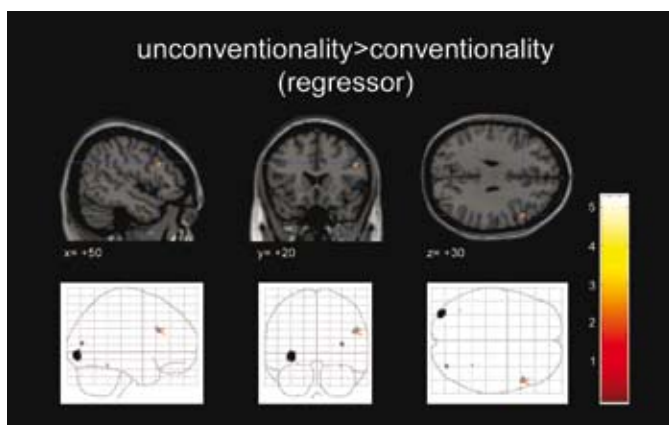 unconventionality>conventionality
(regressor)
x= +50
y= +20
z= +30
5
4
3
2
1